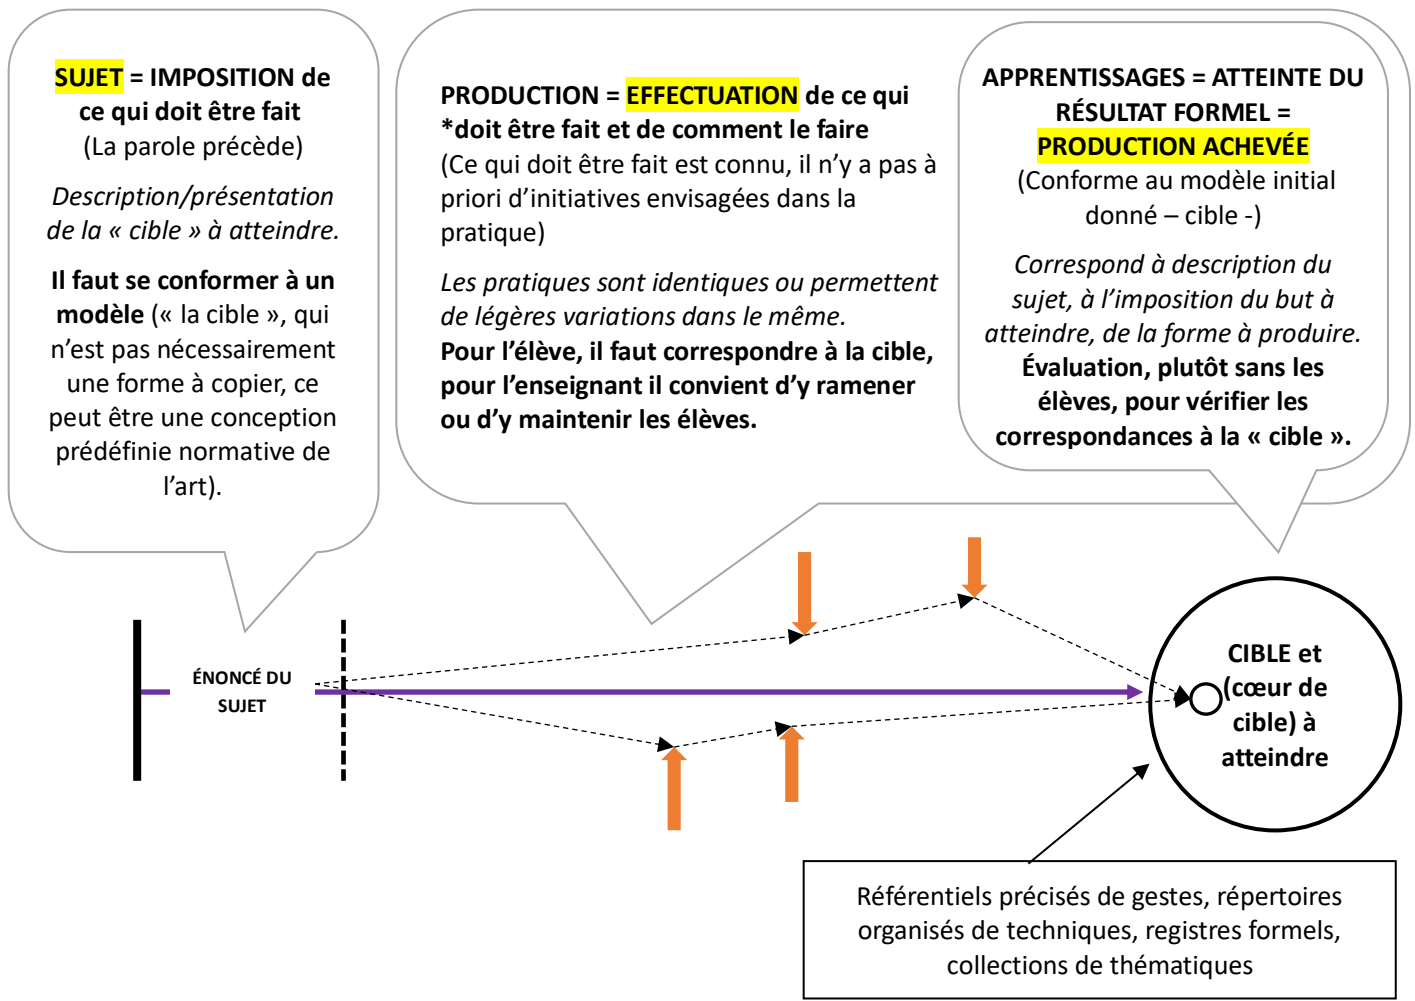 SUJET = IMPOSITION de
ce qui doit être fait
(La parole précède)
Description/présentation
de la « cible » à atteindre.
Il faut se conformer à un
modèle (« la cible », qui
n’est pas nécessairement
une forme à copier, ce
peut être une conception
prédéfinie normative de
l’art).
PRODUCTION = EFFECTUATION de ce qui
*doit être fait et de comment le faire
(Ce qui doit être fait est connu, il n’y a pas à
priori d’initiatives envisagées dans la
pratique)
Les pratiques sont identiques ou permettent
de légères variations dans le même.
Pour l’élève, il faut correspondre à la cible,
pour l’enseignant il convient d’y ramener
ou d’y maintenir les élèves.
APPRENTISSAGES = ATTEINTE DU
RÉSULTAT FORMEL =
PRODUCTION ACHEVÉE
(Conforme au modèle initial
donné – cible -)
Correspond à description du
sujet, à l’imposition du but à
atteindre, de la forme à produire.
Évaluation, plutôt sans les
élèves, pour vérifier les
correspondances à la « cible ».
ÉNONCÉ DU
SUJET
CIBLE et
(cœur de
cible) à
atteindre
Référentiels précisés de gestes, répertoires
organisés de techniques, registres formels,
collections de thématiques